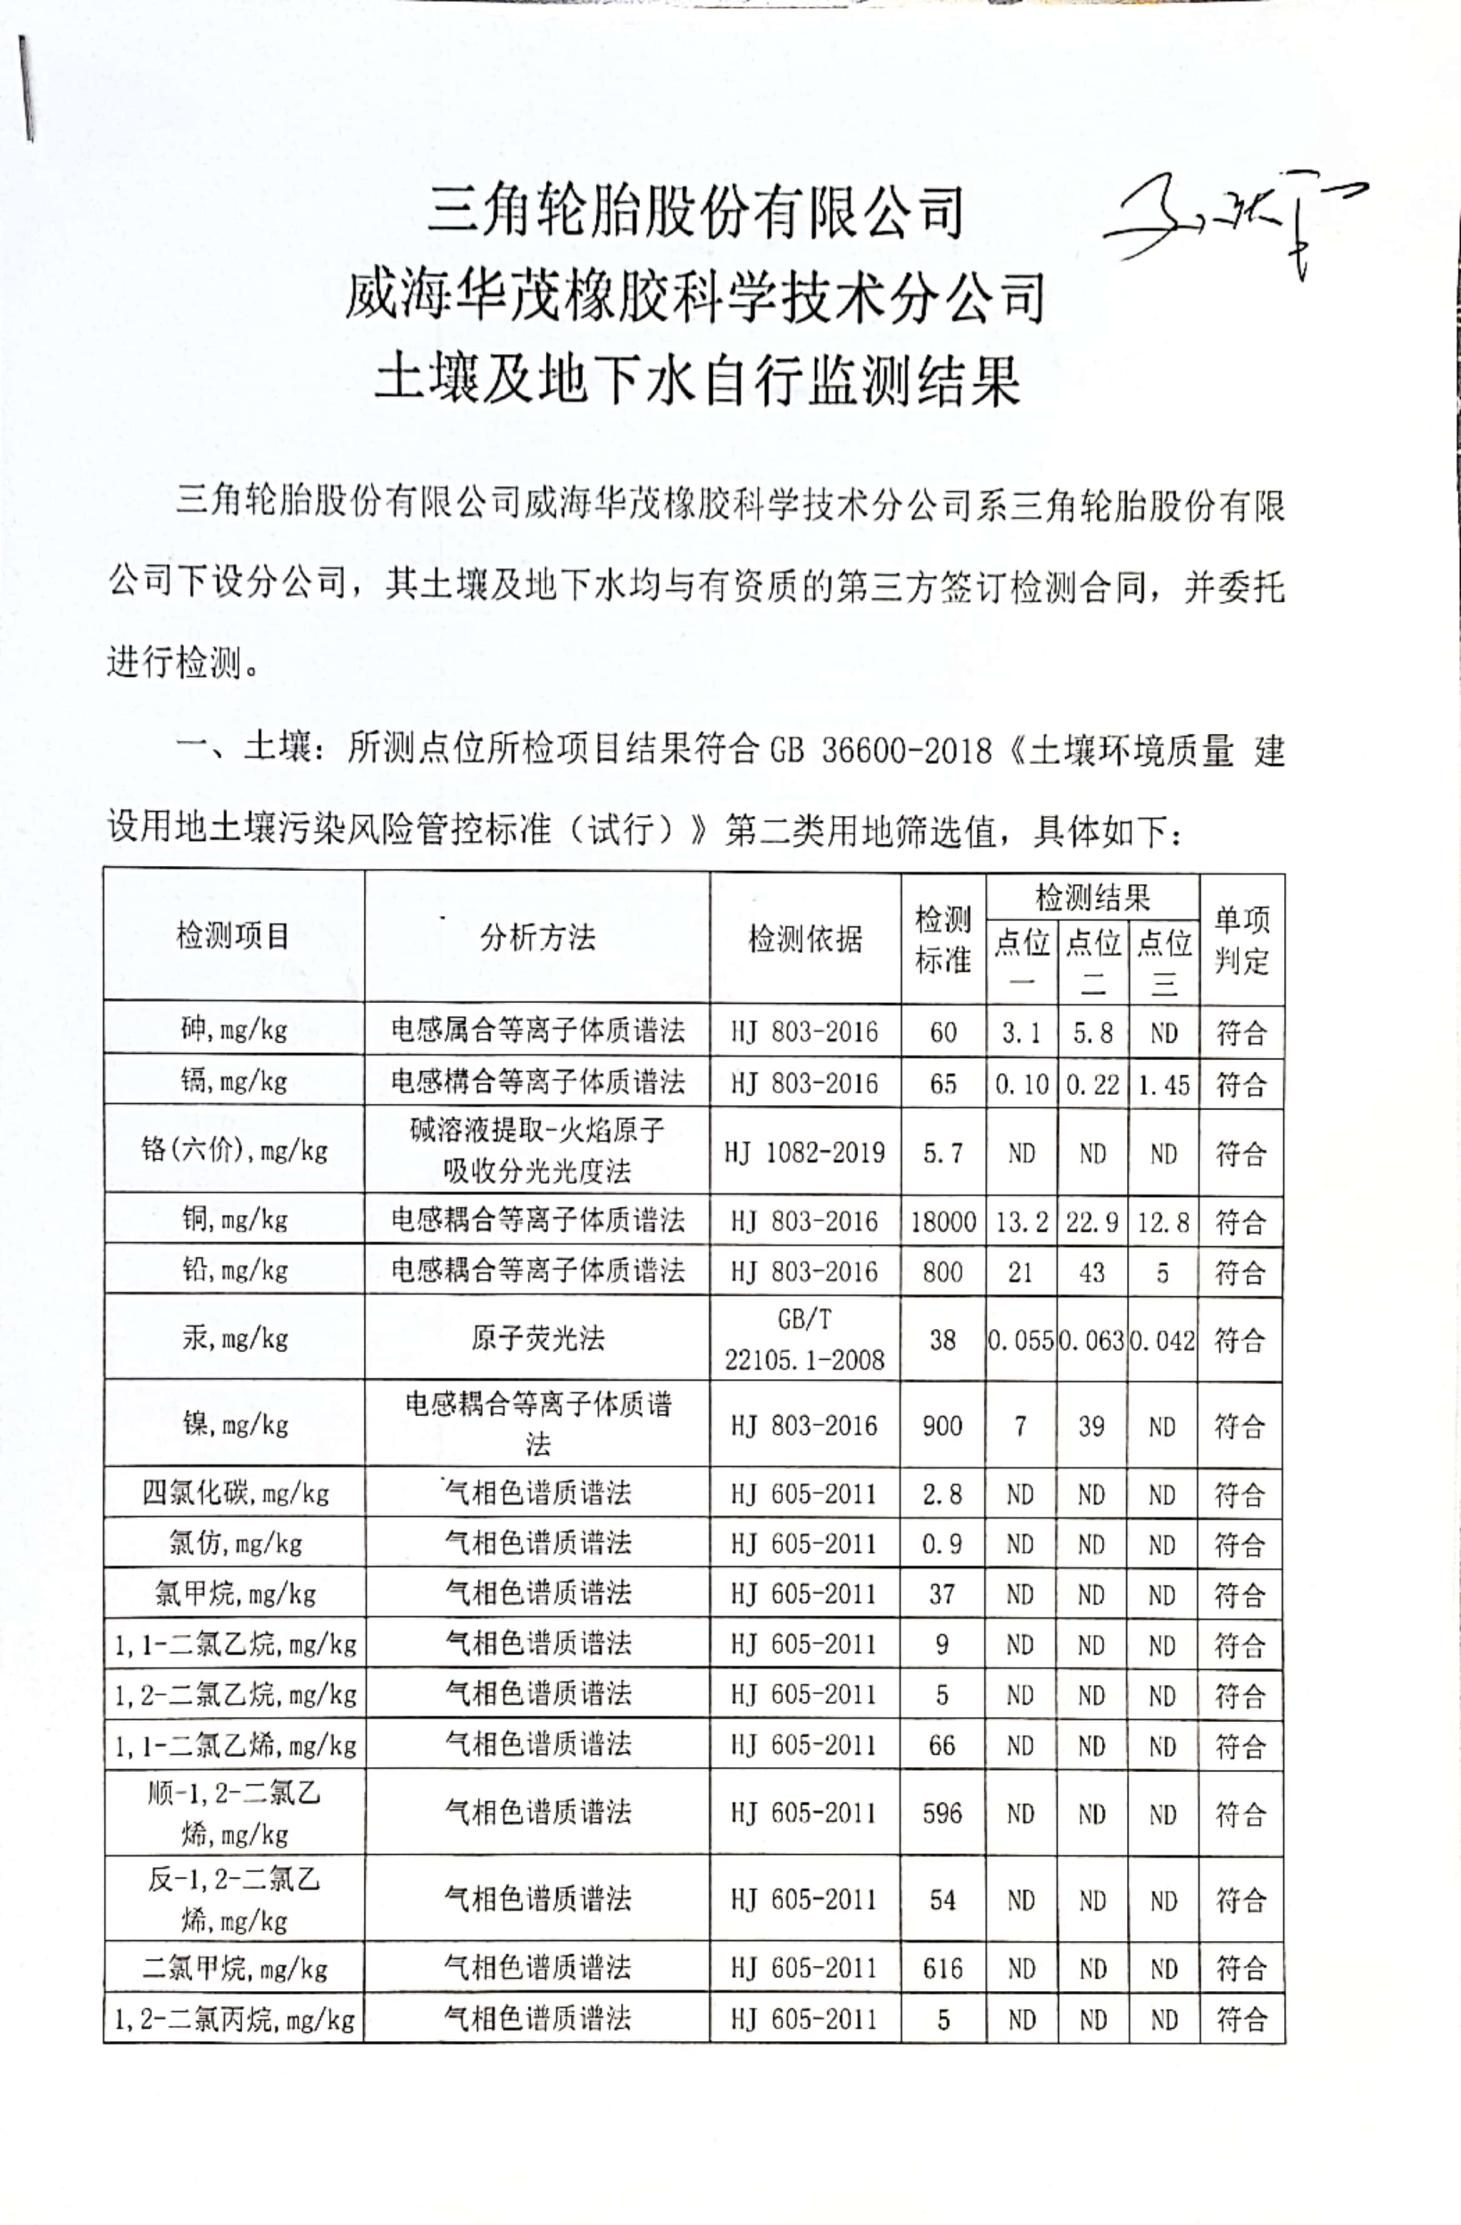 三角轮胎股份有限公司
威海华茂橡胶科学技术分公司
土壤及地下水自行监测结果
三角轮胎股份有限公司威海华茂橡胶科学技术分公司系三角轮胎股份有限
公司下设分公司，其土壤及地下水均与有资质的第三方签订检测合同，并委托
进行检测。
一、土壤：所测点位所检项目结果符合 GB 36600-2018《土壤环境质量 建
设用地土壤污染风险管控标准（试行）》第二类用地筛选值，具体如下：
检测项目 分析方法 检测依据 检测标准 检测结果 单项判定
点位一 点位二 点位三
砷,mg/kg 电感属合等离子体质谱法 HJ 803-2016 60 3.1 5.8 ND 符合
镉,mg/kg 电感構合等离子体质谱法 HJ 803-2016 65 0.10 0.22 1.45 符合
铬(六价),mg/kg 碱溶液提取-火焰原子吸收分光光度法 HJ 1082-2019 5.7 ND ND ND 符合
铜,mg/kg 电感耦合等离子体质谱法 HJ 803-2016 18000 13.2 22.9 12.8 符合
铅,mg/kg 电感耦合等离子体质谱法 HJ 803-2016 800 21 43 5 符合
汞,mg/kg 原子荧光法 GB/T 22105.1-2008 38 0.055 0.063 0.042 符合
镍,mg/kg 电感耦合等离子体质谱法 HJ 803-2016 900 7 39 ND 符合
四氯化碳,mg/kg 气相色谱质谱法 HJ 605-2011 2.8 ND ND ND 符合
氯仿,mg/kg 气相色谱质谱法 HJ 605-2011 0.9 ND ND ND 符合
氯甲烷,mg/kg 气相色谱质谱法 HJ 605-2011 37 ND ND ND 符合
1,1-二氯乙烷,mg/kg 气相色谱质谱法 HJ 605-2011 9 ND ND ND 符合
1,2-二氯乙烷,mg/kg 气相色谱质谱法 HJ 605-2011 5 ND ND ND 符合
1,1-二氯乙烯,mg/kg 气相色谱质谱法 HJ 605-2011 66 ND ND ND 符合
顺-1,2-二氯乙烯,mg/kg 气相色谱质谱法 HJ 605-2011 596 ND ND ND 符合
反-1,2-二氯乙烯,mg/kg 气相色谱质谱法 HJ 605-2011 54 ND ND ND 符合
二氯甲烷,mg/kg 气相色谱质谱法 HJ 605-2011 616 ND ND ND 符合
1,2-二氯丙烷,mg/kg 气相色谱质谱法 HJ 605-2011 5 ND ND ND 符合